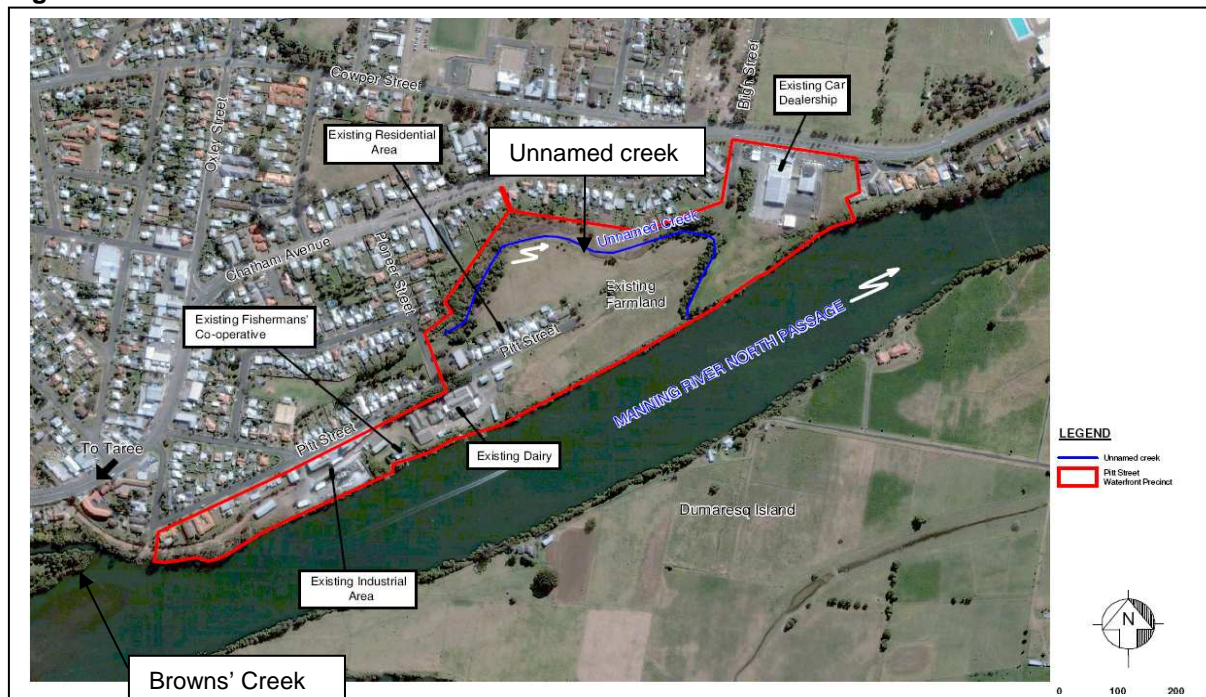 Cowper Street
Bligh Street
Existing Car
Dealership
Oxley Street
Existing Residential
Area
Unnamed creek
Unnamed Creek
Chatham Avenue
Pioneer Street
Existing
Farmland
Existing Fishermans'
Co-operative
Pitt Street
MANNING RIVER NORTH PASSAGE
LEGEND
Unnamed creek
Pitt Street
Waterfront Precinct
Pitt Street
To Taree
Existing Dairy
Dumaresq Island
Existing Industrial
Area
N
Browns' Creek
0 100 200